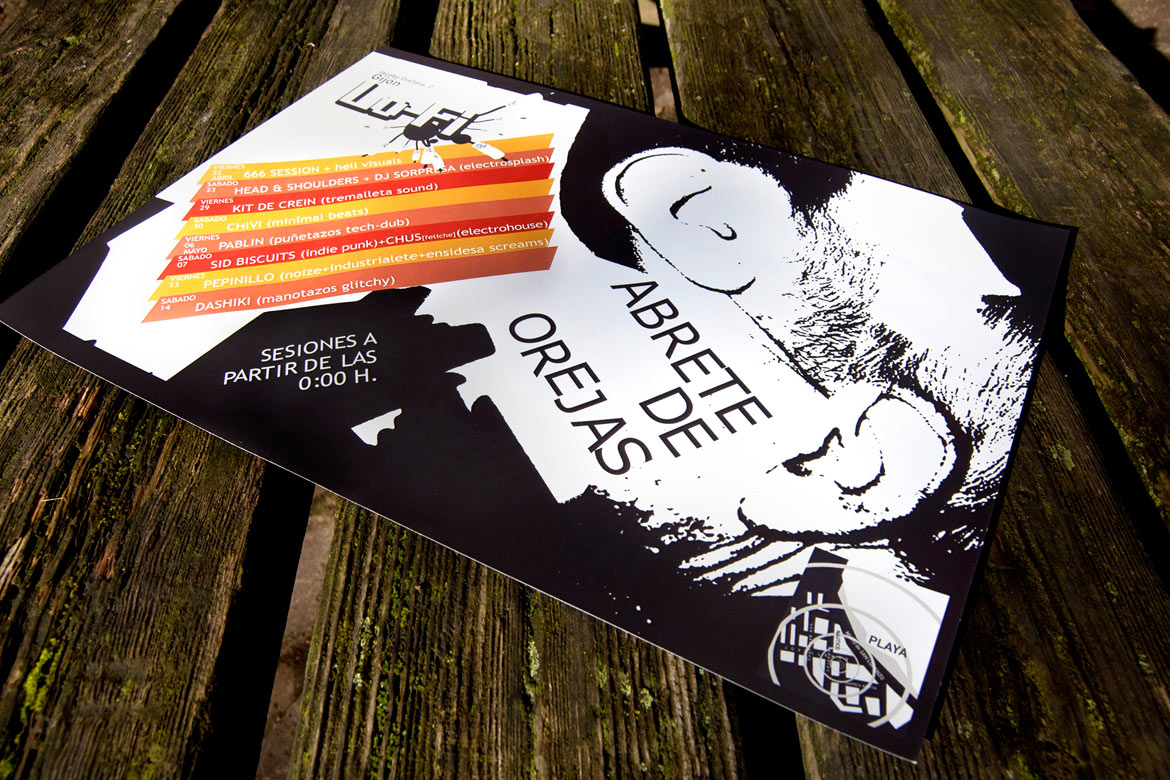 Gijón
Lo-Fi
VIERNES 22 ABRIL 666 SESSION + hell visuals
SABADO 23 HEAD & SHOULDERS + DJ SORPRESA (electrosplash)
VIERNES 29 KIT DE CREIN (tremalleta sound)
SABADO 30 CHIVI (minimal beats)
VIERNES 06 MAYO PABLIN (puñetazos tech-dub)
SABADO 07 SID BISCUITS (indie punk)+CHUS[fetiche](electrohouse)
VIERNES 13 PEPINILLO (noize+industrialete+ensidesa screams)
SABADO 14 DASHIKI (manotazos glitchy)
SESIONES A
PARTIR DE LAS
0:00 H.
ABRETE
DE
OREJAS
PLAYA